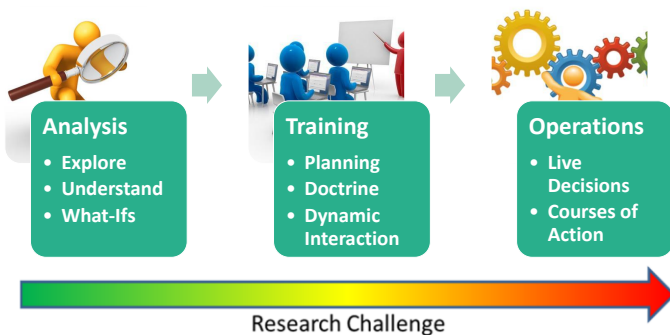 Analysis
• Explore
• Understand
• What-Ifs
Training
• Planning
• Doctrine
• Dynamic
Interaction
Operations
• Live
Decisions
• Courses of
Action
Research Challenge